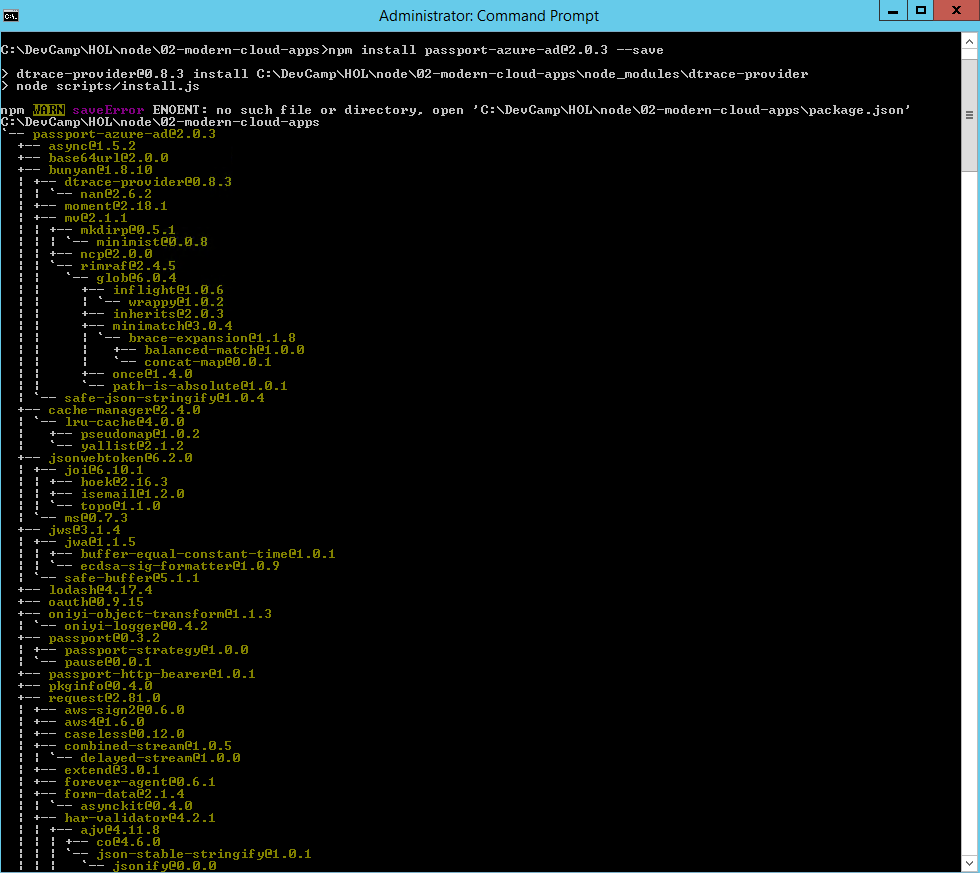 Administrator: Command Prompt
C:\DevCamp\HOL\node\02-modern-cloud-apps>npm install passport-azure-ad@2.0.3 --save
> dtrace-provider@0.8.3 install C:\DevCamp\HOL\node\02-modern-cloud-apps\node_modules\dtrace-provider
> node scripts/install.js
npm WARN saveError ENOENT: no such file or directory, open 'C:\DevCamp\HOL\node\02-modern-cloud-apps\package.json'
C:\DevCamp\HOL\node\02-modern-cloud-apps
`-- passport-azure-ad@2.0.3
  +-- async@1.5.2
  +-- base64url@2.0.0
  +-- bunyan@1.8.10
  | +-- dtrace-provider@0.8.3
  | | `-- nan@2.6.2
  | +-- moment@2.18.1
  | +-- mv@2.1.1
  | | +-- mkdirp@0.5.1
  | | | `-- minimist@0.0.8
  | | +-- ncp@2.0.0
  | | `-- rimraf@2.4.5
  | |   `-- glob@6.0.4
  | |     +-- inflight@1.0.6
  | |     | `-- wrappy@1.0.2
  | |     +-- inherits@2.0.3
  | |     +-- minimatch@3.0.4
  | |     | `-- brace-expansion@1.1.8
  | |     |   +-- balanced-match@1.0.0
  | |     |   `-- concat-map@0.0.1
  | |     +-- once@1.4.0
  | |     `-- path-is-absolute@1.0.1
  | `-- safe-json-stringify@1.0.4
  +-- cache-manager@2.4.0
  | `-- lru-cache@4.0.0
  |   +-- pseudomap@1.0.2
  |   `-- yallist@2.1.2
  +-- jsonwebtoken@6.2.0
  | +-- joi@6.10.1
  | | +-- hoek@2.16.3
  | | +-- isemail@1.2.0
  | | `-- topo@1.1.0
  | `-- ms@0.7.3
  +-- jws@3.1.4
  | +-- jwa@1.1.5
  | | +-- buffer-equal-constant-time@1.0.1
  | | `-- ecdsa-sig-formatter@1.0.9
  | `-- safe-buffer@5.1.1
  +-- lodash@4.17.4
  +-- oauth@0.9.15
  +-- oniyi-object-transform@1.1.3
  | `-- oniyi-logger@0.4.2
  +-- passport@0.3.2
  | +-- passport-strategy@1.0.0
  | `-- pause@0.0.1
  +-- passport-http-bearer@1.0.1
  +-- pkginfo@0.4.0
  +-- request@2.81.0
  | +-- aws-sign2@0.6.0
  | +-- aws4@1.6.0
  | +-- caseless@0.12.0
  | +-- combined-stream@1.0.5
  | | `-- delayed-stream@1.0.0
  | +-- extend@3.0.1
  | +-- forever-agent@0.6.1
  | +-- form-data@2.1.4
  | | `-- asynckit@0.4.0
  | +-- har-validator@4.2.1
  | | +-- ajv@4.11.8
  | | | +-- co@4.6.0
  | | | `-- json-stable-stringify@1.0.1
  | | |   `-- jsonify@0.0.0